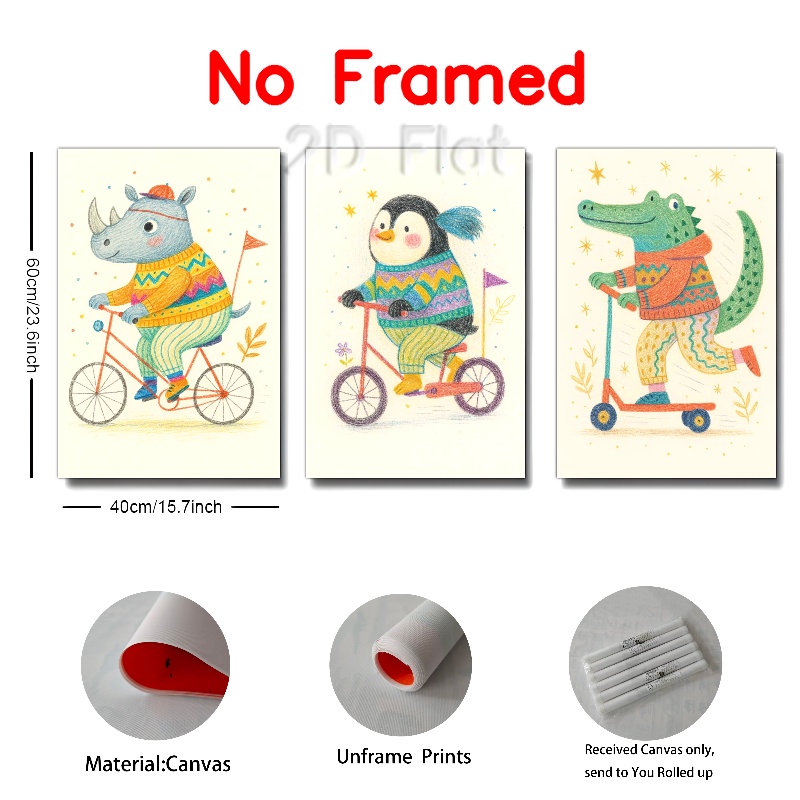 No Framed
2D Flat
60cm/23.6inch
40cm/15.7inch
Material:Canvas
Unframe Prints
Received Canvas only,
send to You Rolled up